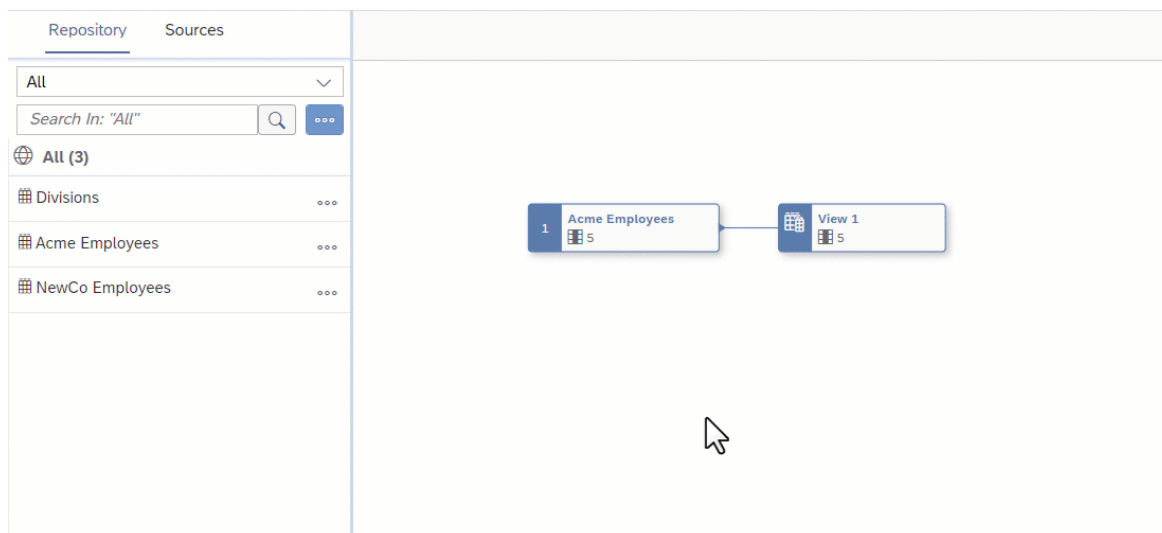 Repository Sources
All
Search In: "All"
All (3)
Divisions
Acme Employees
NewCo Employees
1
Acme Employees
5
View 1
5